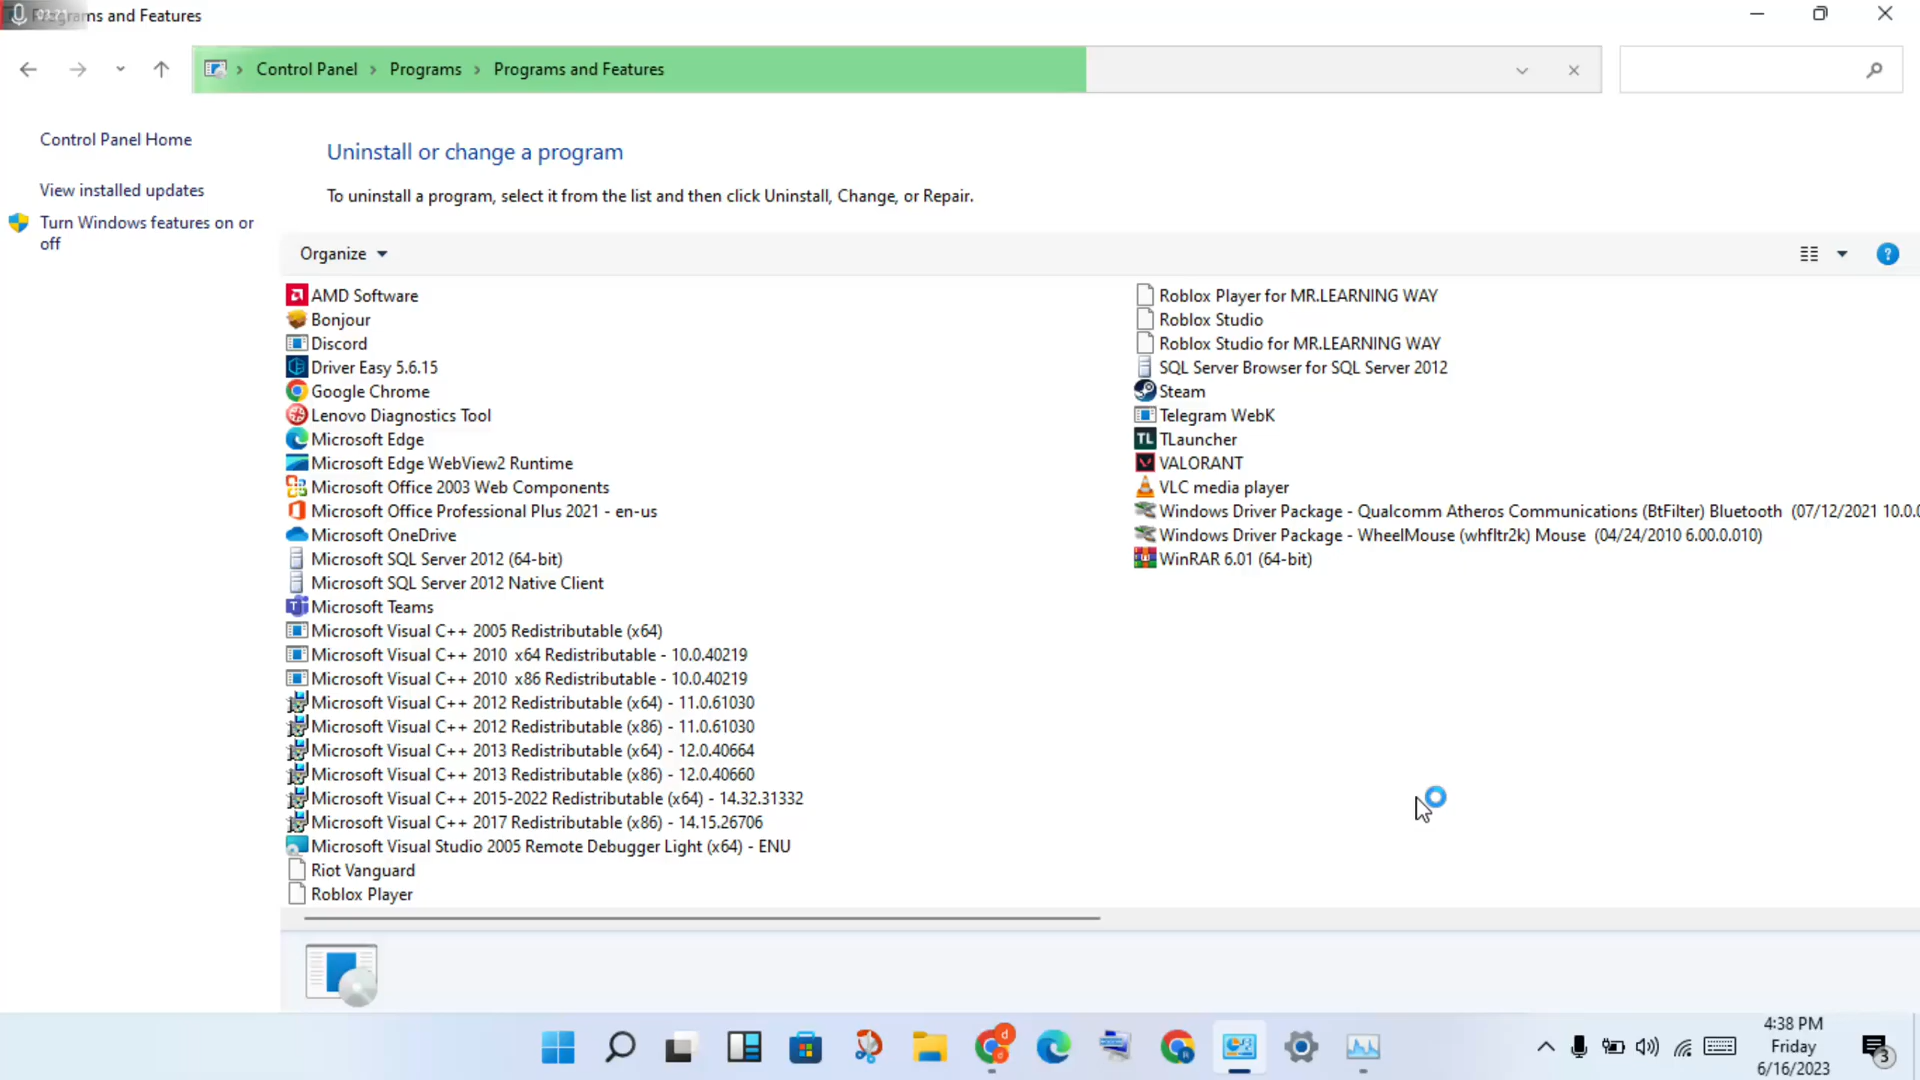 Programs and Features
Control Panel > Programs > Programs and Features
Control Panel Home
View installed updates
Turn Windows features on or
off
Uninstall or change a program
To uninstall a program, select it from the list and then click Uninstall, Change, or Repair.
Organize
AMD Software
Bonjour
Discord
Driver Easy 5.6.15
Google Chrome
Lenovo Diagnostics Tool
Microsoft Edge
Microsoft Edge WebView2 Runtime
Microsoft Office 2003 Web Components
Microsoft Office Professional Plus 2021 - en-us
Microsoft OneDrive
Microsoft SQL Server 2012 (64-bit)
Microsoft SQL Server 2012 Native Client
Microsoft Teams
Microsoft Visual C++ 2005 Redistributable (x64)
Microsoft Visual C++ 2010  x64 Redistributable - 10.0.40219
Microsoft Visual C++ 2010  x86 Redistributable - 10.0.40219
Microsoft Visual C++ 2012 Redistributable (x64) - 11.0.61030
Microsoft Visual C++ 2012 Redistributable (x86) - 11.0.61030
Microsoft Visual C++ 2013 Redistributable (x64) - 12.0.40664
Microsoft Visual C++ 2013 Redistributable (x86) - 12.0.40660
Microsoft Visual C++ 2015-2022 Redistributable (x64) - 14.32.31332
Microsoft Visual C++ 2017 Redistributable (x86) - 14.15.26706
Microsoft Visual Studio 2005 Remote Debugger Light (x64) - ENU
Riot Vanguard
Roblox Player
Roblox Player for MR.LEARNING WAY
Roblox Studio
Roblox Studio for MR.LEARNING WAY
SQL Server Browser for SQL Server 2012
Steam
Telegram WebK
TLauncher
VALORANT
VLC media player
Windows Driver Package - Qualcomm Atheros Communications (BtFilter) Bluetooth  (07/12/2021 10.0.0
Windows Driver Package - WheelMouse (whfltr2k) Mouse  (04/24/2010 6.00.0.010)
WinRAR 6.01 (64-bit)
4:38 PM
Friday
6/16/2023
3